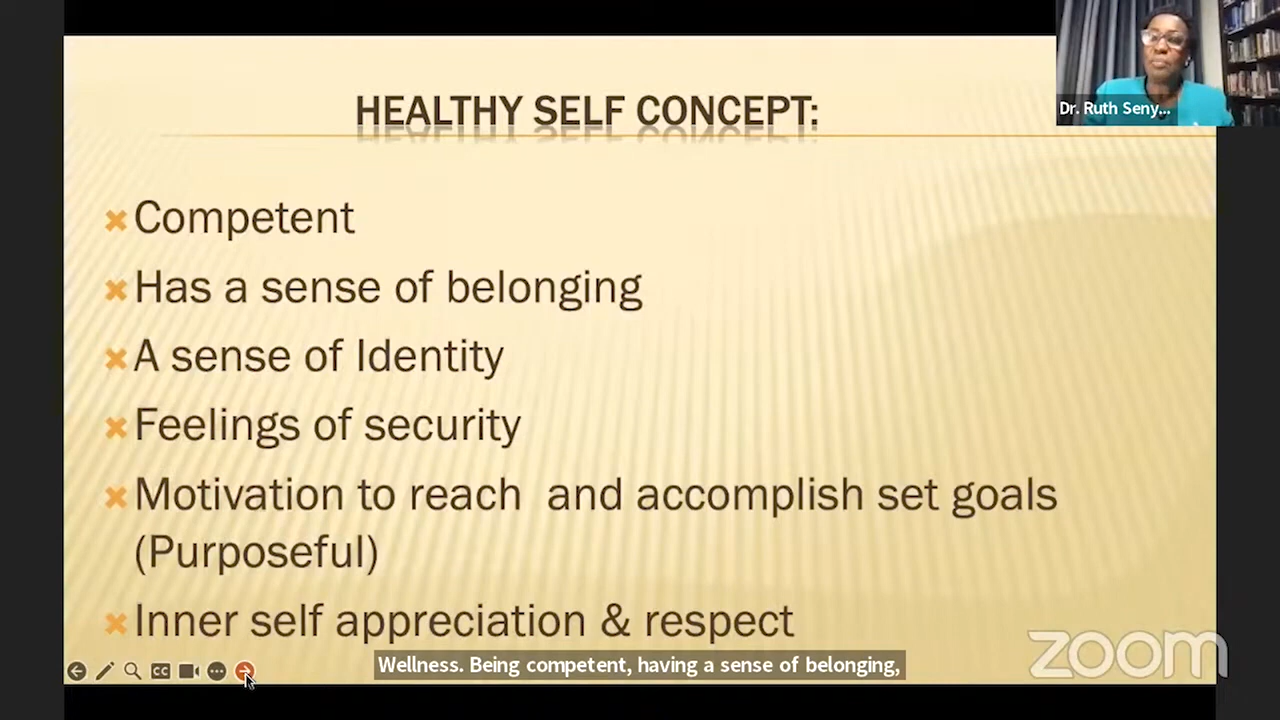 HEALTHY SELF CONCEPT:
Dr. Ruth Seny...
Competent
Has a sense of belonging
A sense of Identity
Feelings of security
Motivation to reach and accomplish set goals
(Purposeful)
Inner self appreciation & respect
Wellness. Being competent, having a sense of belonging,
CC
zoom